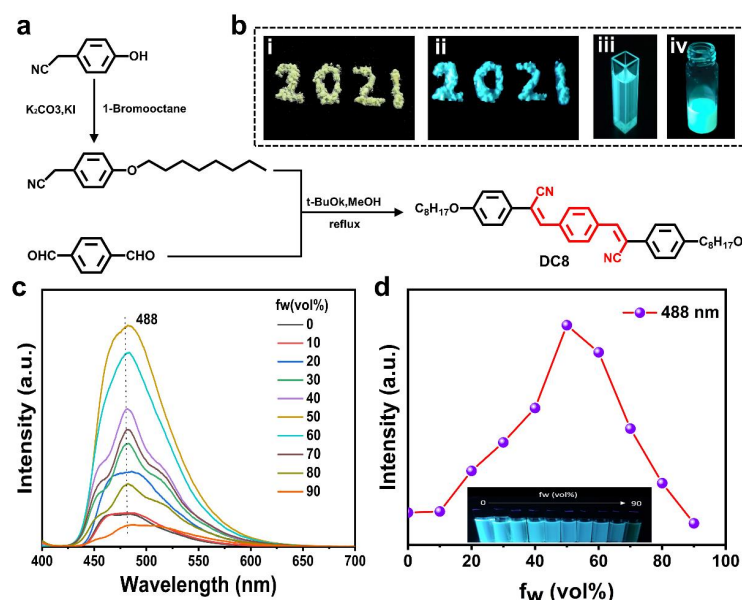 a
b
i
ii
iii
iv
2021
2021
NC
OH
K₂CO3,KI
1-Bromooctane
NC
O
OHC
CHO
t-BuOk,MeOH
reflux
CN
C₈H₁₇O
CN
C₈H₁₇O
DC8
c
488
fw(vol%)
0
10
20
30
40
50
60
70
80
90
Intensity (a.u.)
400 450 500 550 600 650 700
Wavelength (nm)
d
488 nm
Intensity (a.u.)
fw (vol%)
0
90
0 20 40 60 80 100
fw (vol%)